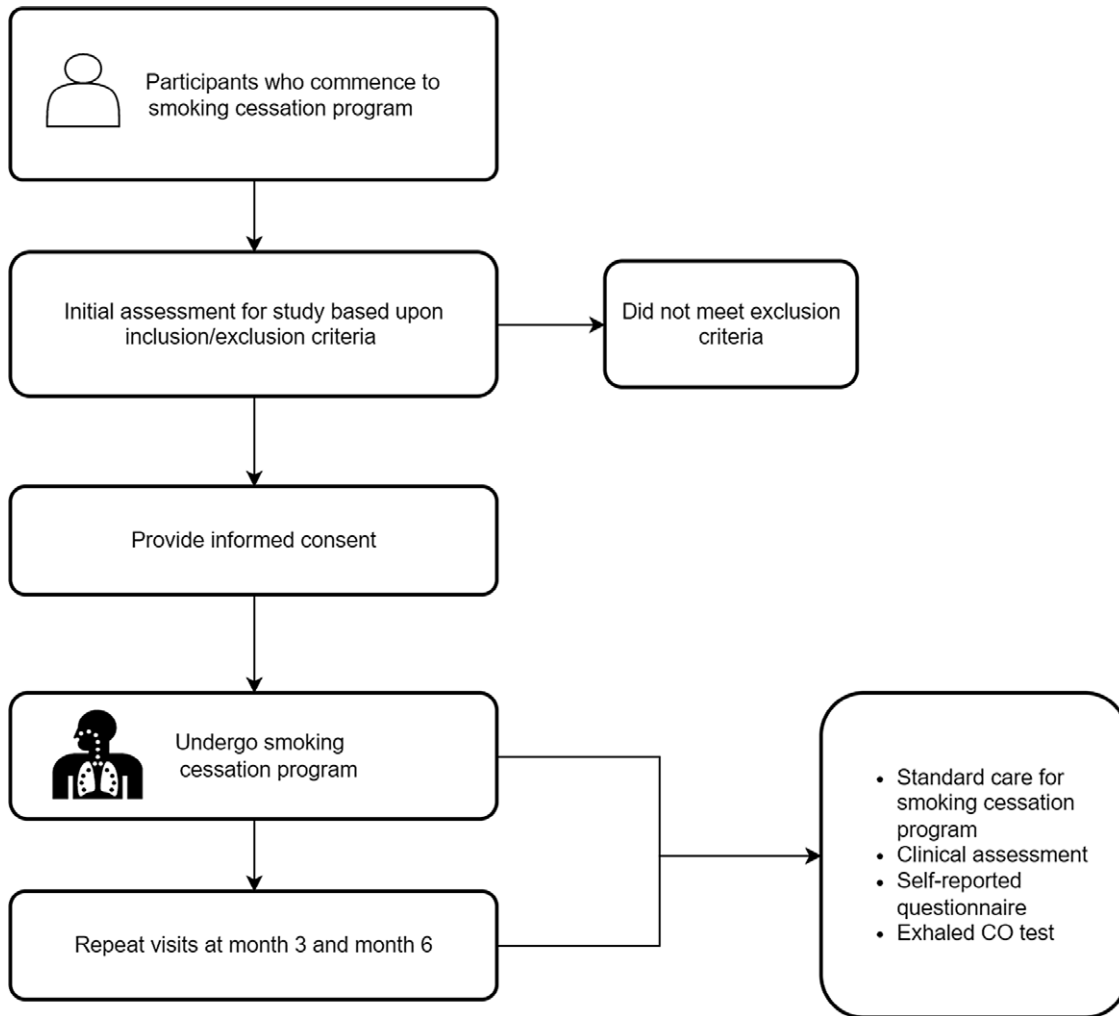 Participants who commence to
smoking cessation program
Initial assessment for study based upon
inclusion/exclusion criteria
Did not meet exclusion
criteria
Provide informed consent
Undergo smoking
cessation program
Repeat visits at month 3 and month 6
• Standard care for
smoking cessation
program
• Clinical assessment
• Self-reported
questionnaire
• Exhaled CO test